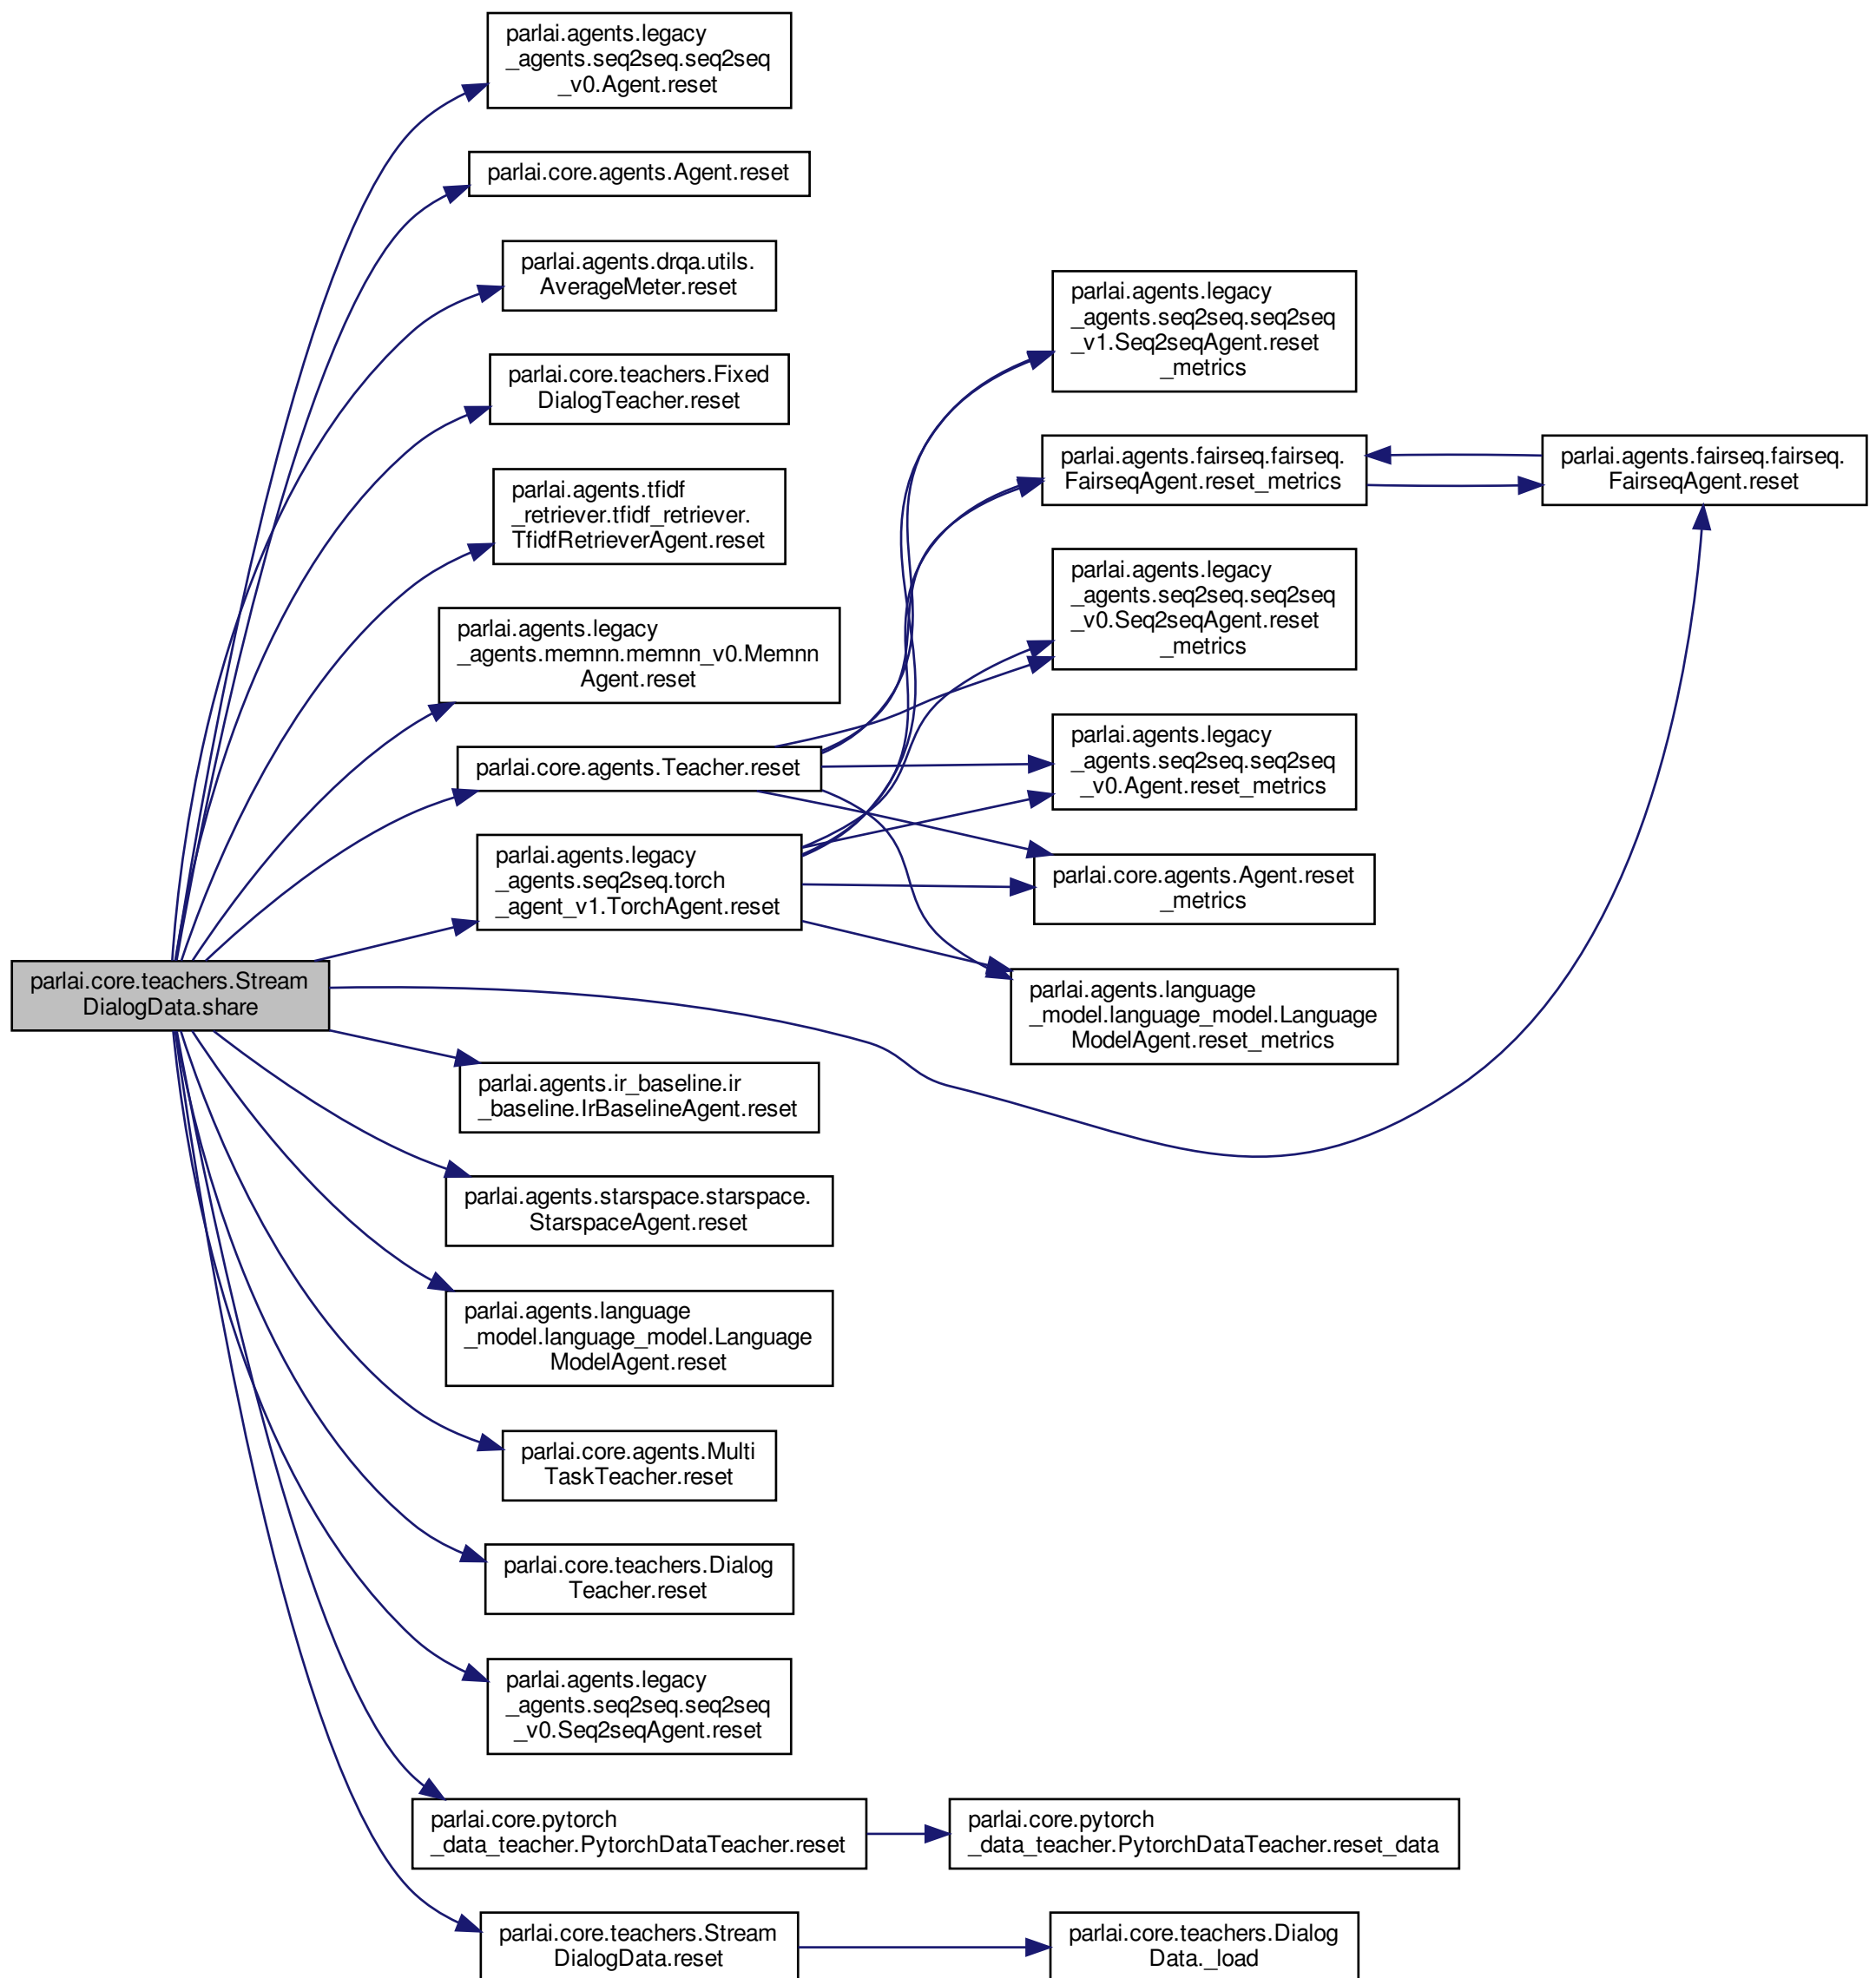 parlai.agents.legacy
_agents.seq2seq.seq2seq
_v0.Agent.reset
parlai.core.agents.Agent.reset
parlai.agents.drqa.utils.
AverageMeter.reset
parlai.core.teachers.Fixed
DialogTeacher.reset
parlai.agents.tfidf
_retriever.tfidf_retriever.
TfidfRetrieverAgent.reset
parlai.agents.legacy
_agents.memnn.memnn_v0.Memnn
Agent.reset
parlai.core.agents.Teacher.reset
parlai.agents.legacy
_agents.seq2seq.torch
_agent_v1.TorchAgent.reset
parlai.core.teachers.Stream
DialogData.share
parlai.agents.ir_baseline.ir
_baseline.IrBaselineAgent.reset
parlai.agents.starspace.starspace.
StarspaceAgent.reset
parlai.agents.language
_model.language_model.Language
ModelAgent.reset
parlai.core.agents.Multi
TaskTeacher.reset
parlai.core.teachers.Dialog
Teacher.reset
parlai.agents.legacy
_agents.seq2seq.seq2seq
_v0.Seq2seqAgent.reset
parlai.core.pytorch
_data_teacher.PytorchDataTeacher.reset
parlai.core.teachers.Stream
DialogData.reset
parlai.agents.legacy
_agents.seq2seq.seq2seq
_v1.Seq2seqAgent.reset
_metrics
parlai.agents.fairseq.fairseq.
FairseqAgent.reset_metrics
parlai.agents.fairseq.fairseq.
FairseqAgent.reset
parlai.agents.legacy
_agents.seq2seq.seq2seq
_v0.Seq2seqAgent.reset
_metrics
parlai.agents.legacy
_agents.seq2seq.seq2seq
_v0.Agent.reset_metrics
parlai.core.agents.Agent.reset
_metrics
parlai.agents.language
_model.language_model.Language
ModelAgent.reset_metrics
parlai.core.pytorch
_data_teacher.PytorchDataTeacher.reset_data
parlai.core.teachers.Dialog
Data._load